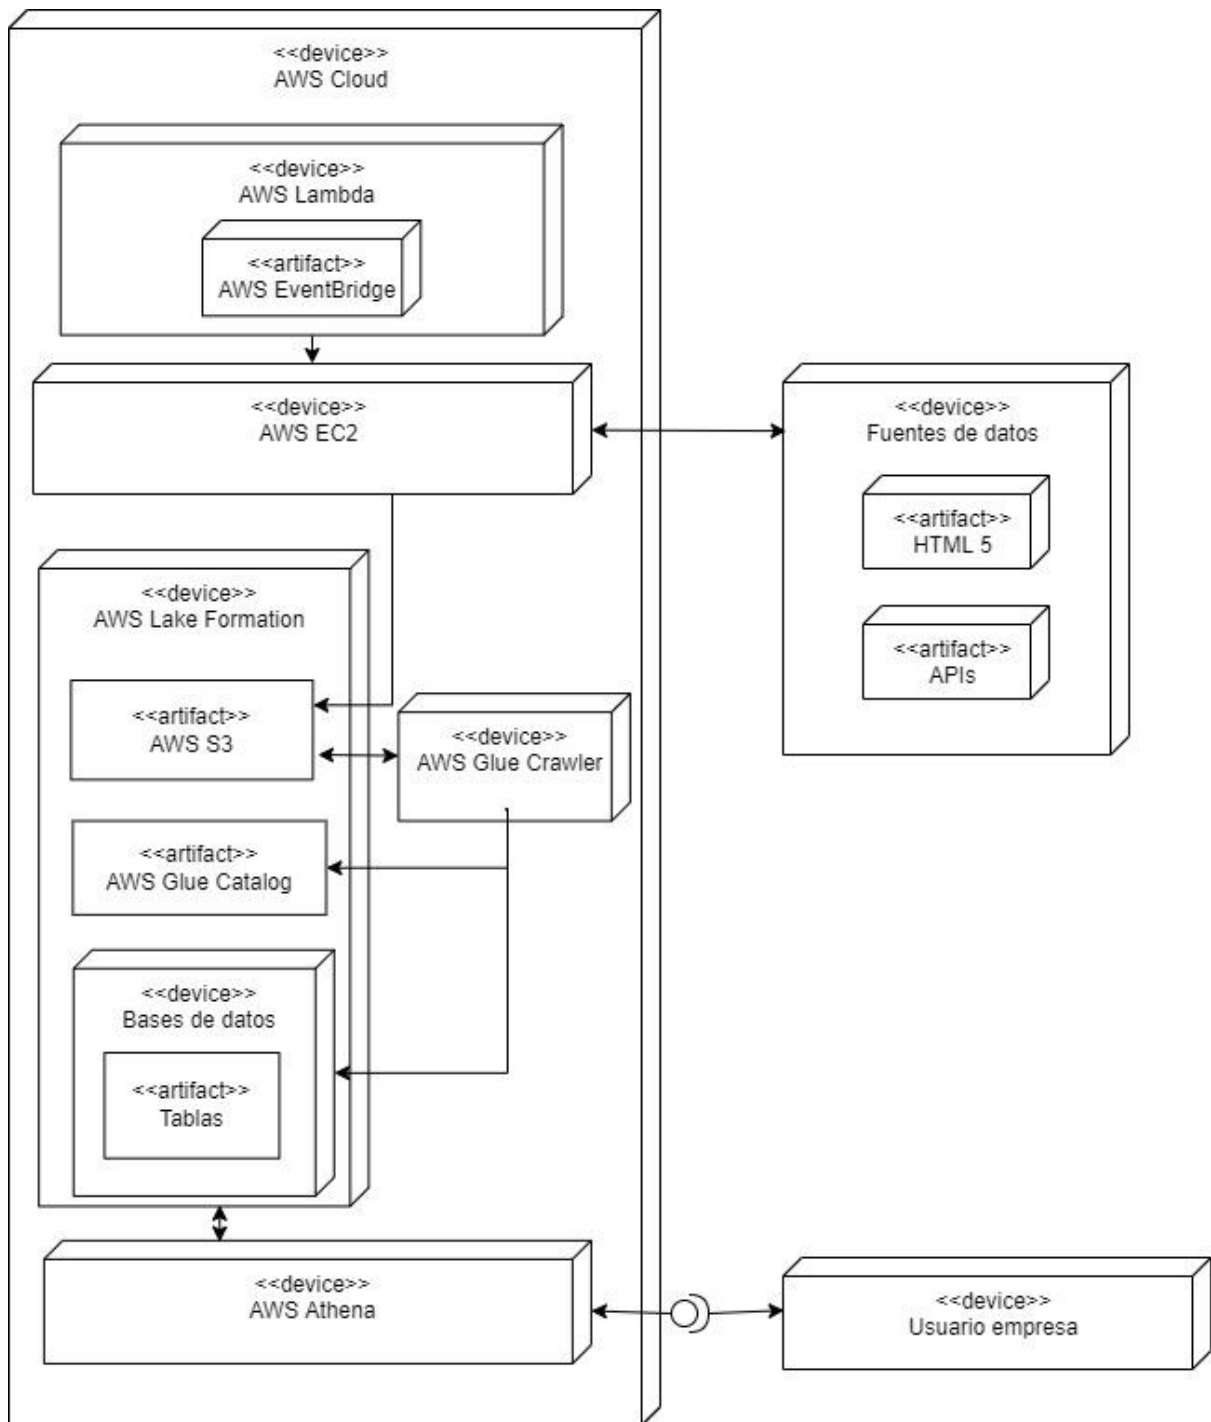 <<device>>
AWS Cloud
<<device>>
AWS Lambda
<<artifact>>
AWS EventBridge
<<device>>
AWS EC2
<<device>>
Fuentes de datos
<<artifact>>
HTML 5
<<artifact>>
APIs
<<device>>
AWS Lake Formation
<<artifact>>
AWS S3
<<device>>
AWS Glue Crawler
<<artifact>>
AWS Glue Catalog
<<device>>
Bases de datos
<<artifact>>
Tablas
<<device>>
AWS Athena
<<device>>
Usuario empresa